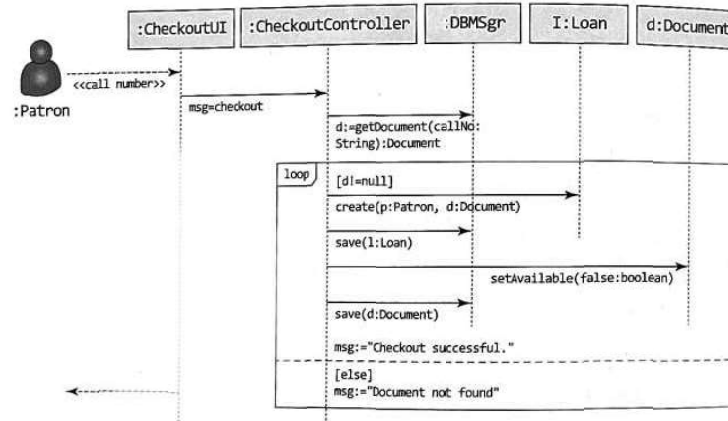 :CheckoutUI
:CheckoutController
:DBMSgr
I:Loan
d:Document
<<call number>>
:Patron
msg=checkout
d:=getDocument(callNo:
String):Document
loop
[d!=null]
create(p:Patron, d:Document)
save(l:Loan)
setAvailable(false:boolean)
save(d:Document)
msg:="Checkout successful."
[else]
msg:="Document not found"